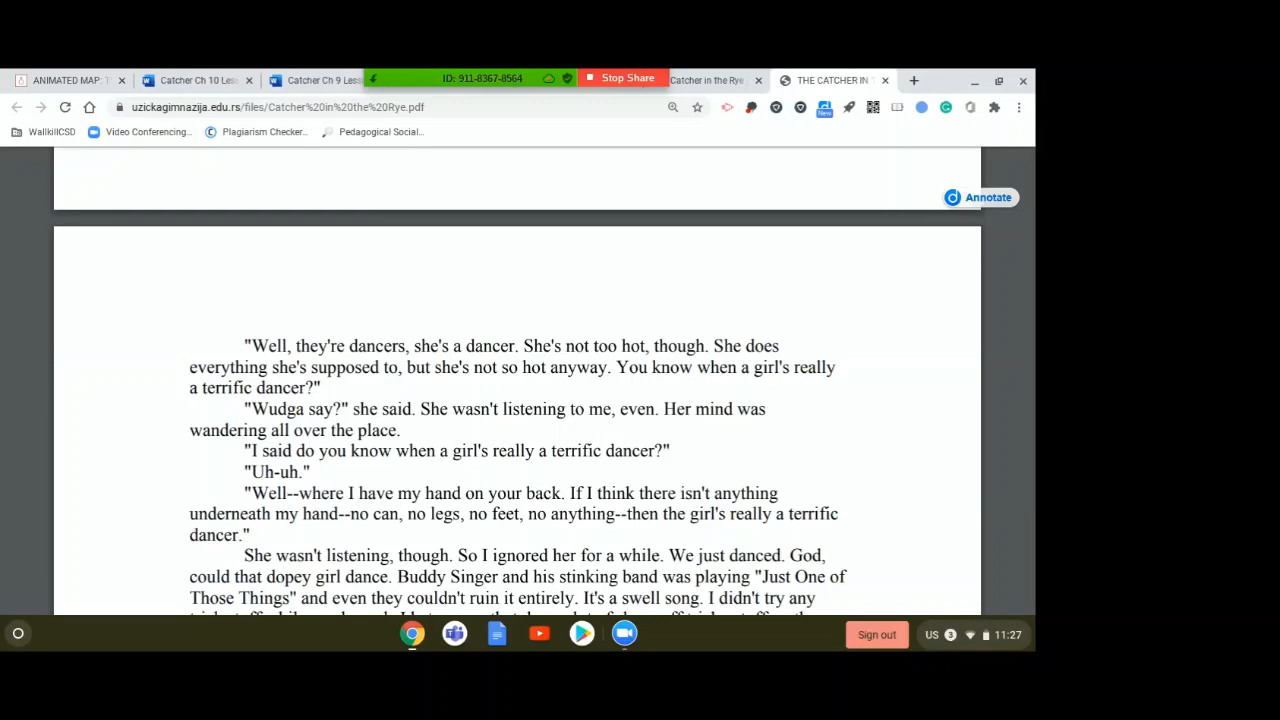 ANIMATED MAP: T
Catcher Ch 10 Less
Catcher Ch 9 Lesso
ID: 911-8367-8564
Stop Share
Catcher in the Rye
THE CATCHER IN T
uzickagimnazija.edu.rs/files/Catcher%20in%20the%20Rye.pdf
New
WallkillCSD
Video Conferencing...
Plagiarism Checker...
Pedagogical Social...
Annotate
"Well, they're dancers, she's a dancer. She's not too hot, though. She does
everything she's supposed to, but she's not so hot anyway. You know when a girl's really
a terrific dancer?"
"Wudga say?" she said. She wasn't listening to me, even. Her mind was
wandering all over the place.
"I said do you know when a girl's really a terrific dancer?"
"Uh-uh."
"Well--where I have my hand on your back. If I think there isn't anything
underneath my hand--no can, no legs, no feet, no anything--then the girl's really a terrific
dancer."
She wasn't listening, though. So I ignored her for a while. We just danced. God,
could that dopey girl dance. Buddy Singer and his stinking band was playing "Just One of
Those Things" and even they couldn't ruin it entirely. It's a swell song. I didn't try any
Sign out
US 3 11:27